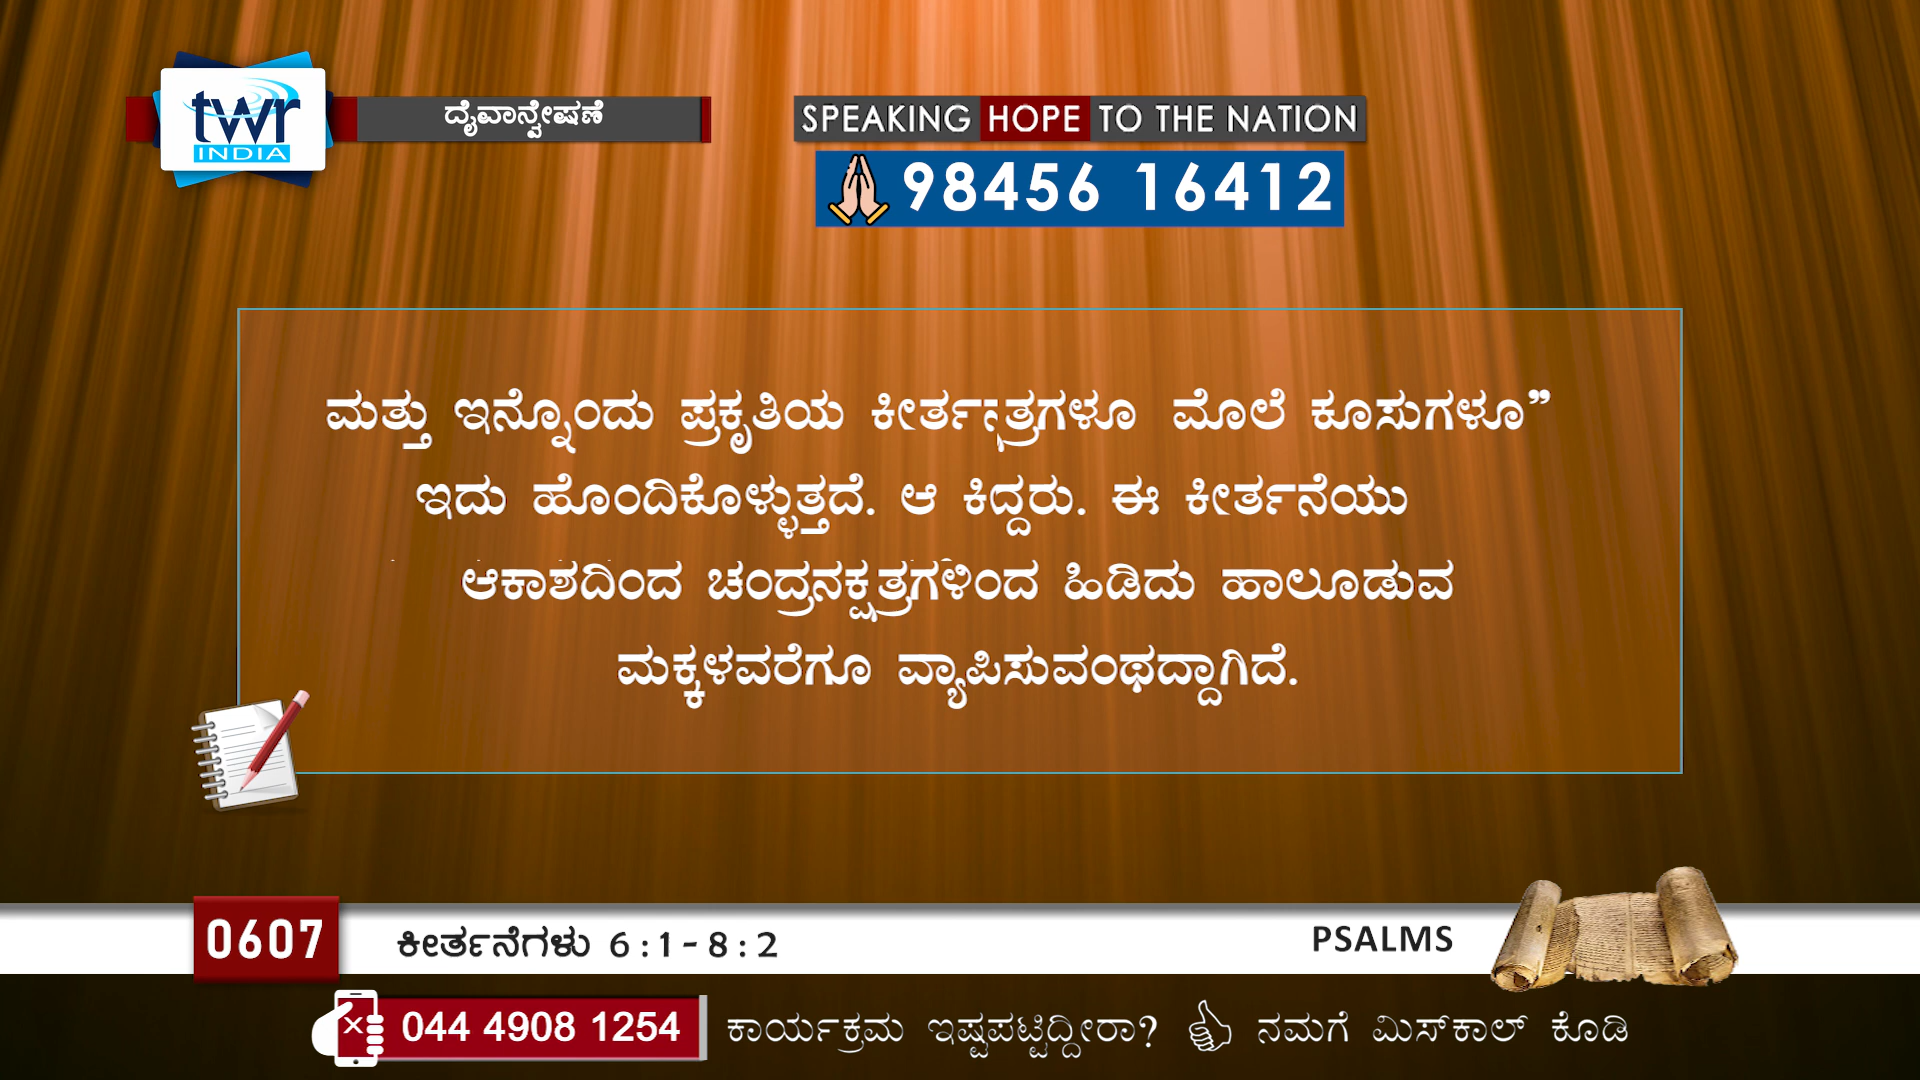 twr
INDIA
ದೈವಾನ್ವೇಷಣೆ
SPEAKING HOPE TO THE NATION
98456 16412
ಮತ್ತು ಇನ್ನೊಂದು ಪ್ರಕೃತಿಯ ಮೊಲೆ ಕೂಸುಗಳೂ”
ಇದು ಹೊಂದಿಕೊಳ್ಳುತ್ತದೆ. ಆ ಕಿದ್ದರು. ಈ ಕೀರ್ತನೆಯು
ಆಕಾಶದಿಂದ ಚಂದ್ರನಕ್ಷತ್ರಗಳಿಂದ ಹಿಡಿದು ಹಾಲೂಡುವ
ಮಕ್ಕಳವರೆಗೂ ವ್ಯಾಪಿಸುವಂಥದ್ದಾಗಿದೆ.
0607 ಕೀರ್ತನೆಗಳು 6:1-8:2 PSALMS
044 4908 1254 ಕಾರ್ಯಕ್ರಮ ಇಷ್ಟಪಟ್ಟಿದ್ದೀರಾ? ನಮಗೆ ಮಿಸ್‌ಕಾಲ್ ಕೊಡಿ